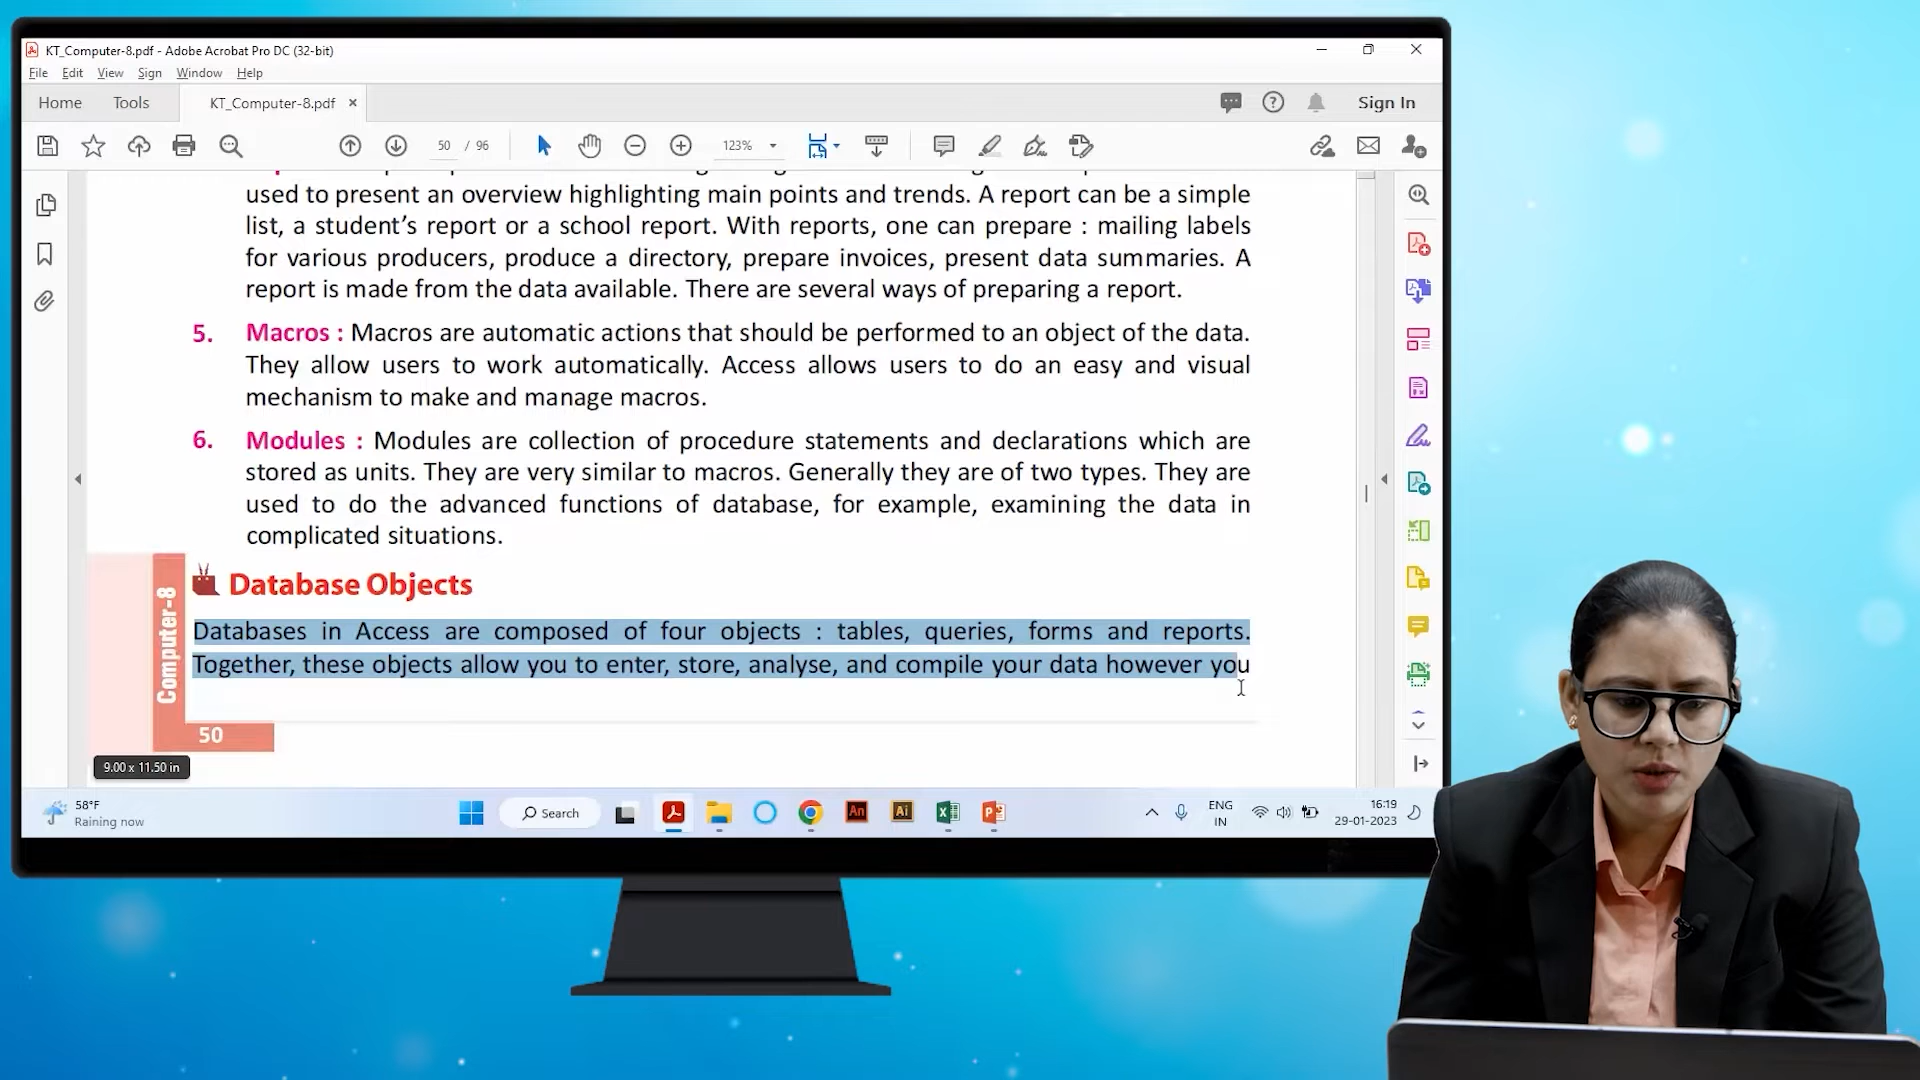 KT_Computer-8.pdf - Adobe Acrobat Pro DC (32-bit)
File Edit View Sign Window Help
Home Tools KT_Computer-8.pdf × Sign In
50 / 96 123%
used to present an overview highlighting main points and trends. A report can be a simple
list, a student’s report or a school report. With reports, one can prepare : mailing labels
for various producers, produce a directory, prepare invoices, present data summaries. A
report is made from the data available. There are several ways of preparing a report.
5. Macros : Macros are automatic actions that should be performed to an object of the data.
They allow users to work automatically. Access allows users to do an easy and visual
mechanism to make and manage macros.
6. Modules : Modules are collection of procedure statements and declarations which are
stored as units. They are very similar to macros. Generally they are of two types. They are
used to do the advanced functions of database, for example, examining the data in
complicated situations.
Database Objects
Databases in Access are composed of four objects : tables, queries, forms and reports.
Together, these objects allow you to enter, store, analyse, and compile your data however you
Computer-8
50
9.00 x 11.50 in
58°F
Raining now
Search
An
Ai
ENG
IN
16:19
29-01-2023